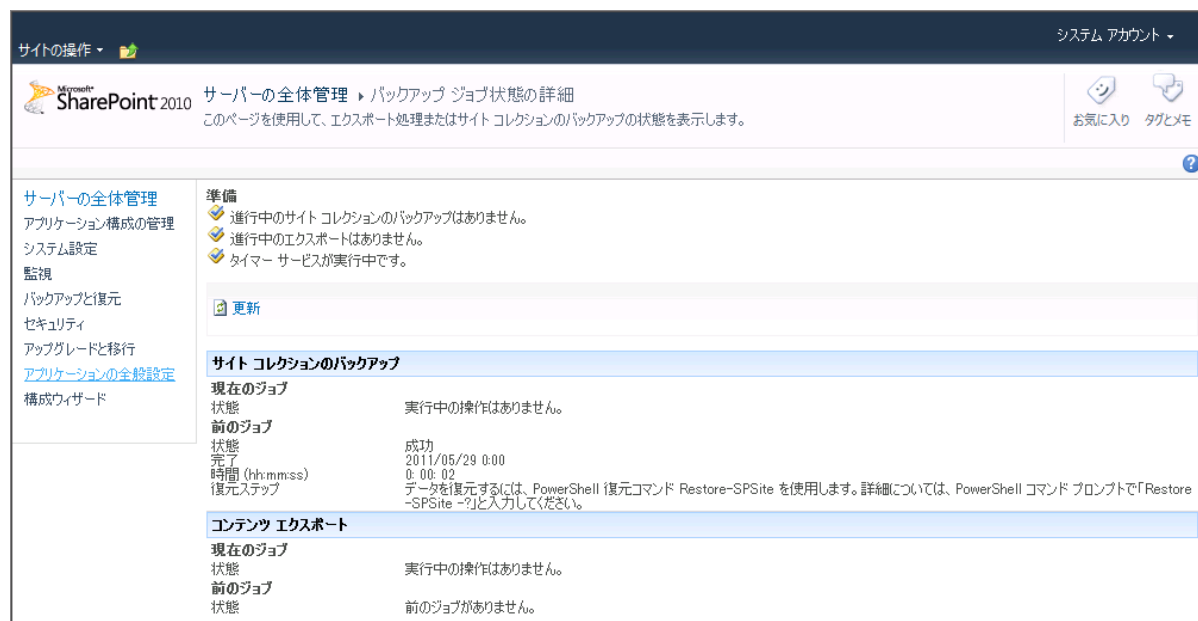 システム アカウント
サイトの操作
Microsoft
SharePoint 2010
サーバーの全体管理 ▸ バックアップ ジョブ状態の詳細
このページを使用して、エクスポート処理またはサイト コレクションのバックアップの状態を表示します。
お気に入り タグとメモ
サーバーの全体管理
アプリケーション構成の管理
システム設定
監視
バックアップと復元
セキュリティ
アップグレードと移行
アプリケーションの全般設定
構成ウィザード
準備
進行中のサイト コレクションのバックアップはありません。
進行中のエクスポートはありません。
タイマー サービスが実行中です。
更新
サイト コレクションのバックアップ
現在のジョブ
状態 実行中の操作はありません。
前のジョブ
状態 成功
完了 2011/05/29 0:00
時間 (hh:mm:ss) 0: 00: 02
復元ステップ データを復元するには、PowerShell 復元コマンド Restore-SPSite を使用します。詳細については、PowerShell コマンド プロンプトで「Restore
-SPSite -?」と入力してください。
コンテンツ エクスポート
現在のジョブ
状態 実行中の操作はありません。
前のジョブ
状態 前のジョブがありません。